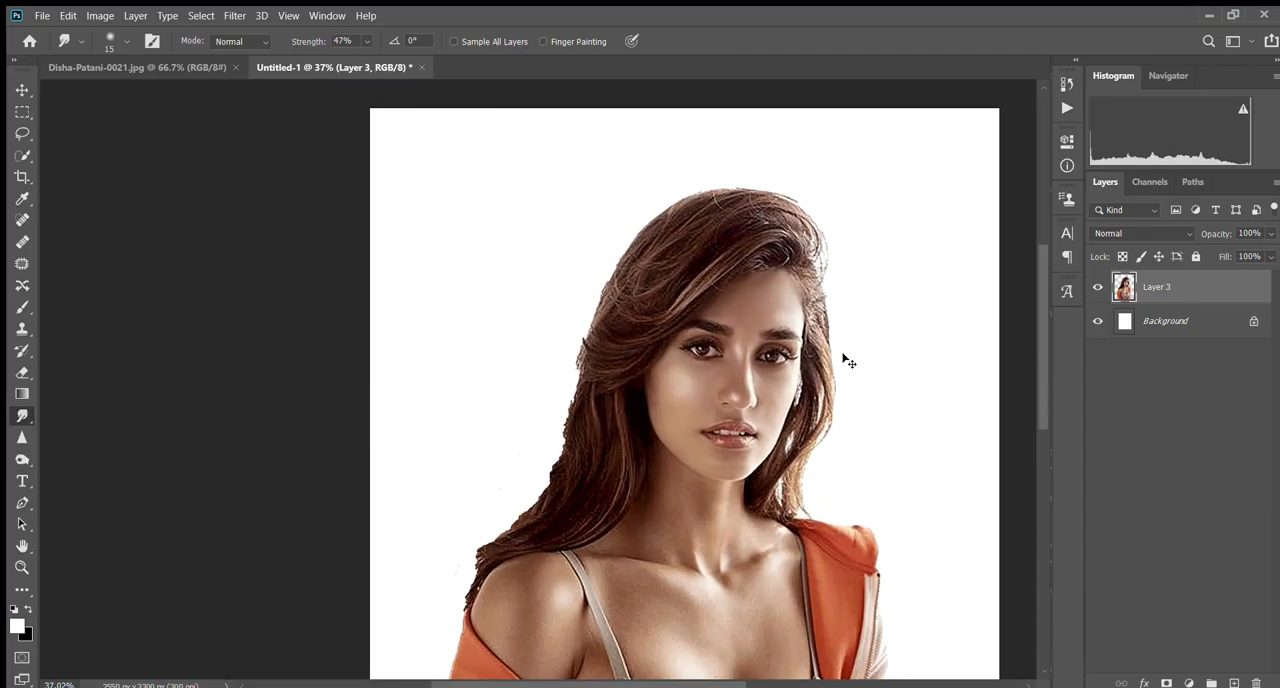 Ps File Edit Image Layer Type Select Filter 3D View Window Help
15 Mode: Normal Strength: 47% 0° Sample All Layers Finger Painting
Disha-Patani-0021.jpg @ 66.7% (RGB/8#) × Untitled-1 @ 37% (Layer 3, RGB/8) * ×
Histogram Navigator
Layers Channels Paths
Kind
Normal Opacity: 100%
Lock: Fill: 100%
Layer 3
Background
37.02% 2550 px x 3300 px (300 ppi)